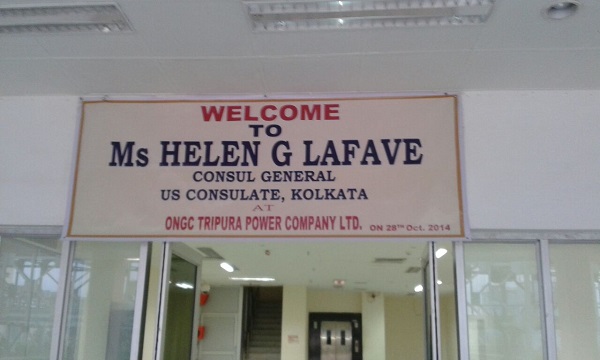 WELCOME
TO
Ms HELEN G LAFAVE
CONSUL GENERAL
US CONSULATE, KOLKATA
AT
ONGC TRIPURA POWER COMPANY LTD. ON 28TH Oct. 2014